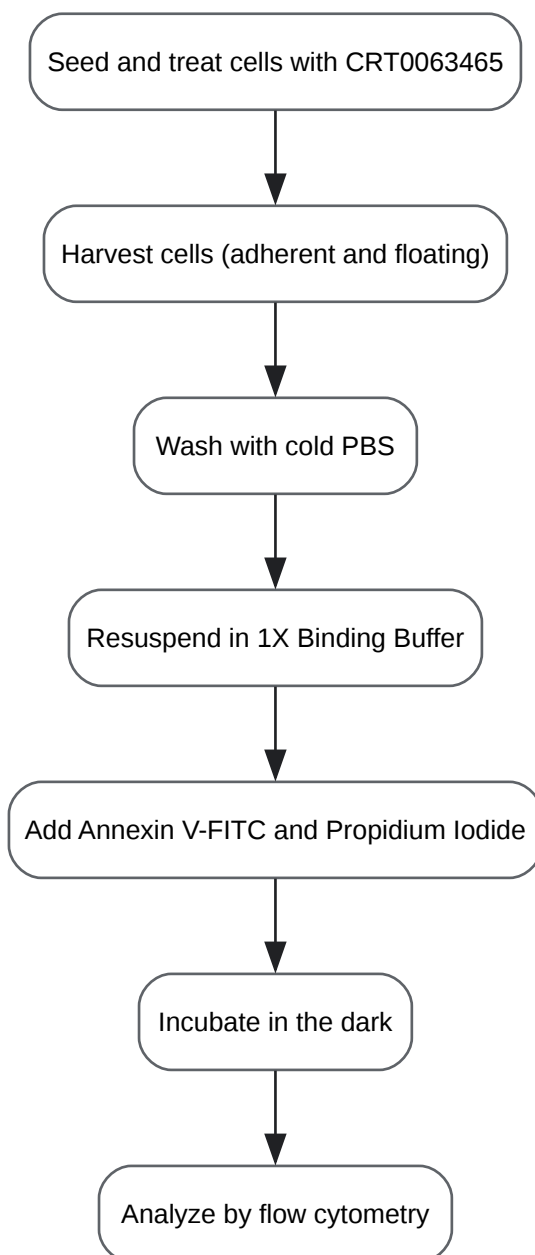 Seed and treat cells with CRT0063465
Harvest cells (adherent and floating)
Wash with cold PBS
Resuspend in 1X Binding Buffer
Add Annexin V-FITC and Propidium Iodide
Incubate in the dark
Analyze by flow cytometry